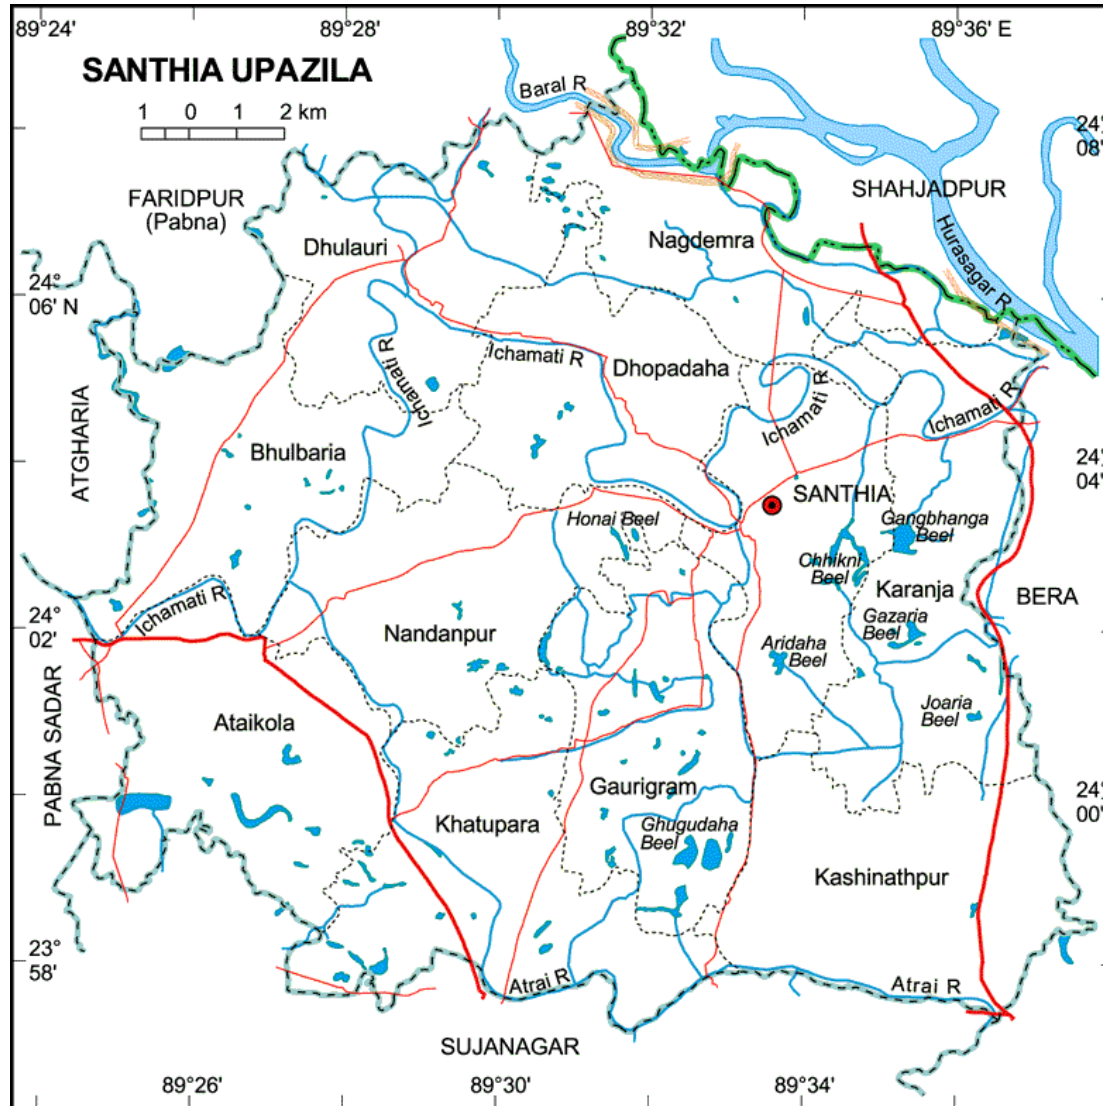 89°24'
89°28'
89°32'
89°36' E
SANTHIA UPAZILA
1 0 1 2 km
Baral R
24°
08'
FARIDPUR
(Pabna)
SHAHJADPUR
Dhulauri
Nagdemra
Hurasagar R
24°
06' N
Ichamati R
Ichamati R
Dhopadaha
Ichamati R
Ichamati R
ATGHARIA
Bhulbaria
24°
04'
SANTHIA
Honai Beel
Gangbhanga
Beel
Chhikni
Beel
Karanja
BERA
24°
02'
Ichamati R
Nandanpur
Gazaria
Beel
Aridaha
Beel
PABNA SADAR
Ataikola
Joaria
Beel
Gaurigram
24°
00'
Khatupara
Ghugudaha
Beel
Kashinathpur
23°
58'
Atrai R
Atrai R
SUJANAGAR
89°26'
89°30'
89°34'